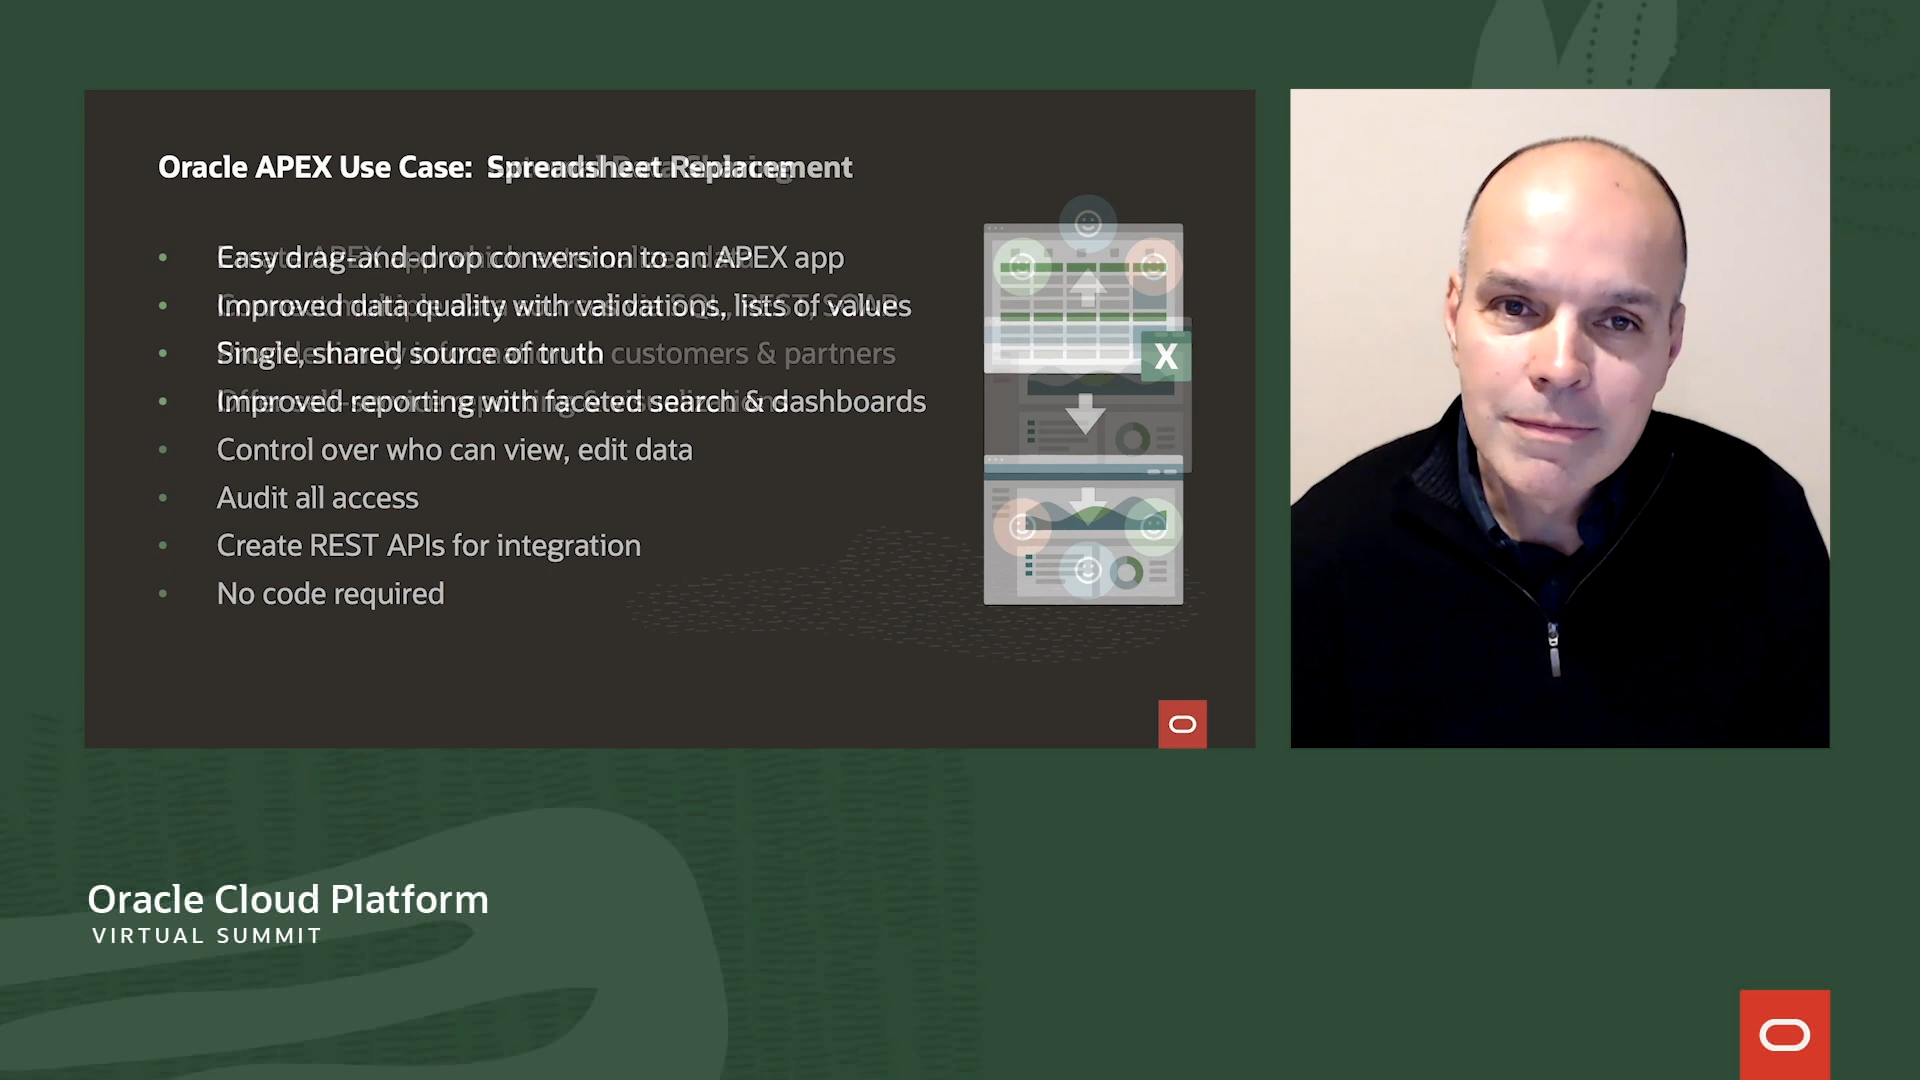 Oracle APEX Use Case: Spreadsheet Replacement
• Easy drag-and-drop conversion to an APEX app
• Improved data quality with validations, lists of values
• Single, shared source of truth customers & partners
• Improved reporting with faceted search & dashboards
• Control over who can view, edit data
• Audit all access
• Create REST APIs for integration
• No code required
X
Oracle Cloud Platform
VIRTUAL SUMMIT